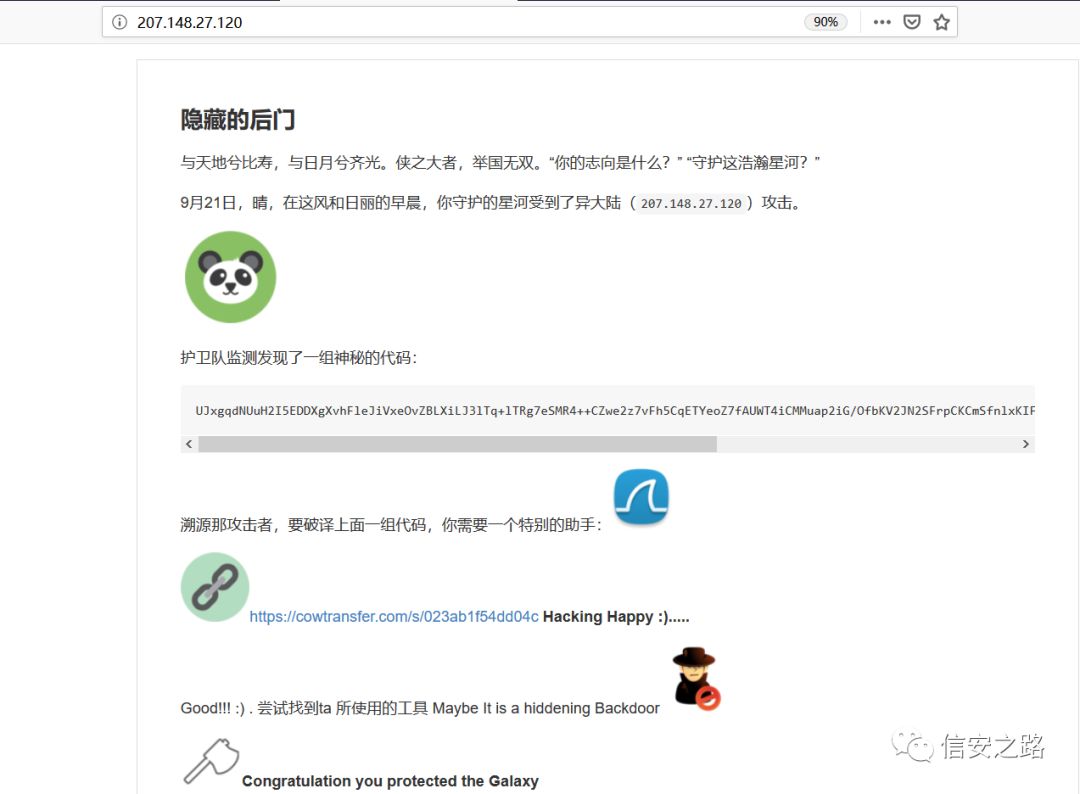 207.148.27.120
90%
隐藏的后门
与天地兮比寿，与日月兮齐光。侠之大者，举国无双。“你的志向是什么？” “守护这浩瀚星河？”
9月21日，晴，在这风和日丽的早晨，你守护的星河受到了异大陆（ 207.148.27.120 ）攻击。
护卫队监测发现了一组神秘的代码：
UJxgqdNUuH2I5EDDXgXvhFleJiVxeOvZBLXiLJ3lTq+lTRg7eSMR4++CZwe2z7vFh5CqETYeoZ7fAUWT4iCMMuap2iG/OfbKV2JN2SFrpCKCmSfnlxKIF
溯源那攻击者，要破译上面一组代码，你需要一个特别的助手：
https://cowtransfer.com/s/023ab1f54dd04c Hacking Happy :).....
Good!!! :) . 尝试找到ta 所使用的工具 Maybe It is a hiddening Backdoor
信安之路
Congratulation you protected the Galaxy